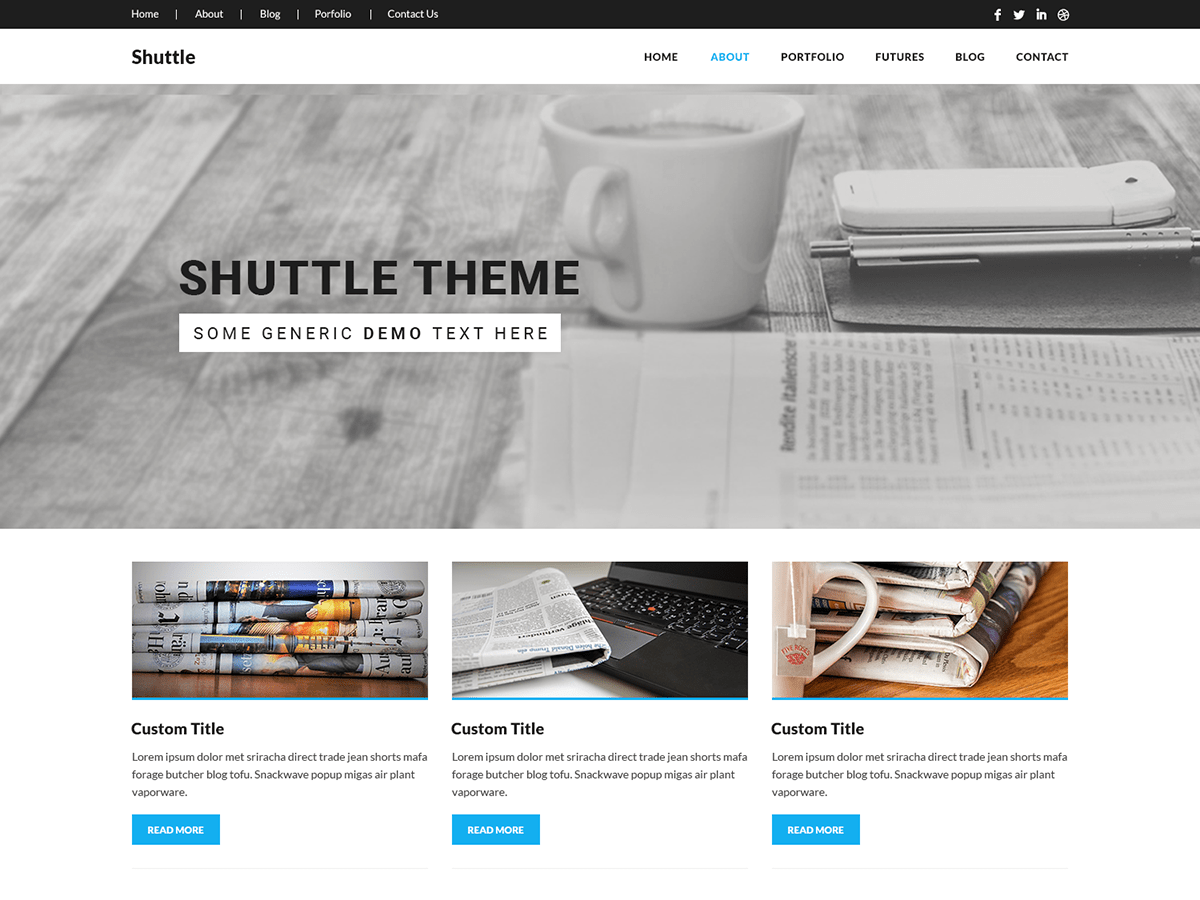 Home | About | Blog | Porfolio | Contact Us
Shuttle
HOME ABOUT PORTFOLIO FUTURES BLOG CONTACT
SHUTTLE THEME
SOME GENERIC DEMO TEXT HERE
Rendite italienischer
FIVE ROSES
Custom Title
Lorem ipsum dolor met sriracha direct trade jean shorts mafa
forage butcher blog tofu. Snackwave popup migas air plant
vaporware.
READ MORE
Custom Title
Lorem ipsum dolor met sriracha direct trade jean shorts mafa
forage butcher blog tofu. Snackwave popup migas air plant
vaporware.
READ MORE
Custom Title
Lorem ipsum dolor met sriracha direct trade jean shorts mafa
forage butcher blog tofu. Snackwave popup migas air plant
vaporware.
READ MORE